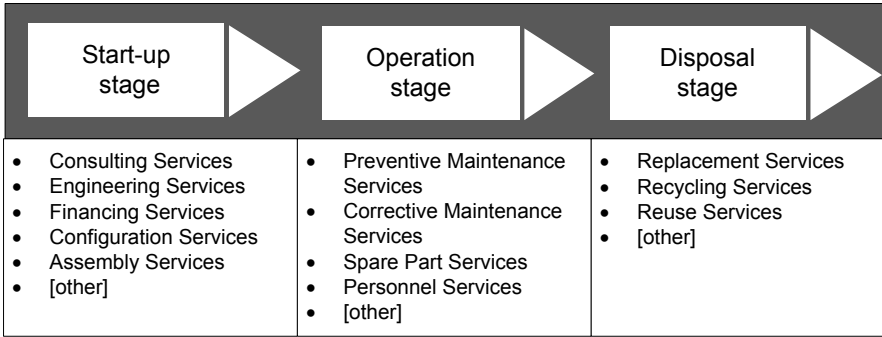 Start-up
stage
Operation
stage
Disposal
stage
• Consulting Services
• Engineering Services
• Financing Services
• Configuration Services
• Assembly Services
• [other]
• Preventive Maintenance
Services
• Corrective Maintenance
Services
• Spare Part Services
• Personnel Services
• [other]
• Replacement Services
• Recycling Services
• Reuse Services
• [other]